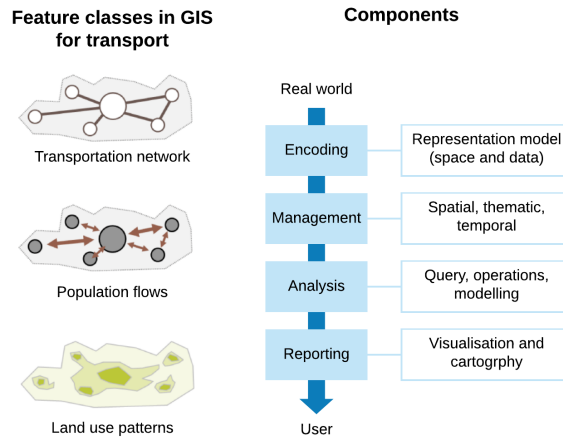 Feature classes in GIS
for transport
Transportation network
Population flows
Land use patterns
Components
Real world
Encoding
Representation model
(space and data)
Management
Spatial, thematic,
temporal
Analysis
Query, operations,
modelling
Reporting
Visualisation and
cartogrphy
User